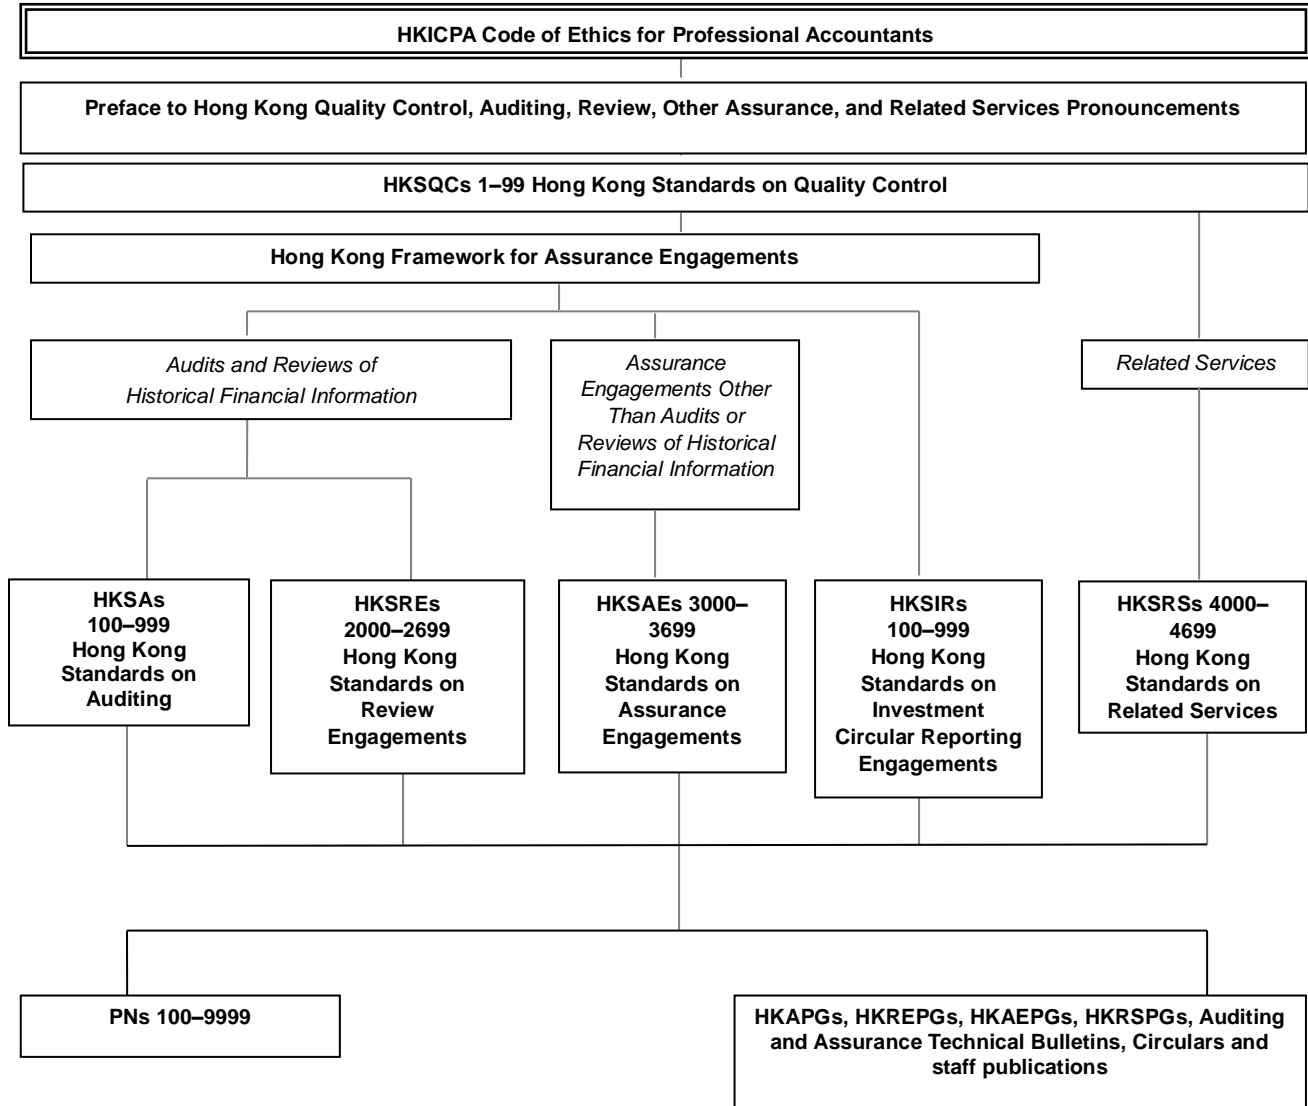 HKICPA Code of Ethics for Professional Accountants
Preface to Hong Kong Quality Control, Auditing, Review, Other Assurance, and Related Services Pronouncements
HKSQCs 1–99 Hong Kong Standards on Quality Control
Hong Kong Framework for Assurance Engagements
Audits and Reviews of
Historical Financial Information
Assurance
Engagements Other
Than Audits or
Reviews of Historical
Financial Information
Related Services
HKSAs
100–999
Hong Kong
Standards on
Auditing
HKSREs
2000–2699
Hong Kong
Standards on
Review
Engagements
HKSAEs 3000–
3699
Hong Kong
Standards on
Assurance
Engagements
HKSIRs
100–999
Hong Kong
Standards on
Investment
Circular Reporting
Engagements
HKSRSs 4000–
4699
Hong Kong
Standards on
Related Services
PNs 100–9999
HKAPGs, HKREPGs, HKAEPGs, HKRSPGs, Auditing
and Assurance Technical Bulletins, Circulars and
staff publications